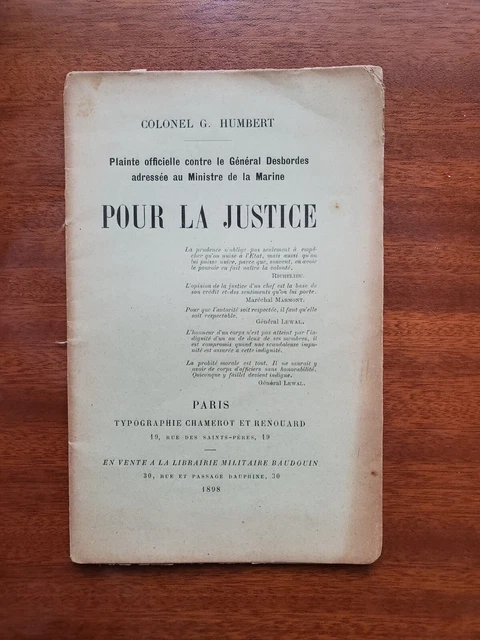 COLONEL G. HUMBERT
Plainte officielle contre le Général Desbordes
adressée au Ministre de la Marine
POUR LA JUSTICE
La prudence n'oblige pas seulement à empê-
cher qu'on nuise à l'État, mais aussi qu'on
lui puisse nuire, parce que, souvent, en avoir
le pouvoir en fait naître la volonté.
RICHELIEU.
L'opinion de la justice d'un chef est la base de
son crédit et des sentiments qu'on lui porte.
Maréchal MARMONT.
Pour que l'autorité soit respectée, il faut qu'elle
soit respectable.
Général LEWAL.
L'honneur d'un corps n'est pas atteint par l'in-
dignité d'un ou de deux de ses membres, il
est compromis quand une scandaleuse impu-
nité est assurée à cette indignité.
La probité morale est tout. Il ne saurait y
avoir de corps d'officiers sans honorabilité.
Quiconque y faillit devient indigne.
Général LEWAL.
PARIS
TYPOGRAPHIE CHAMEROT ET RENOUARD
19, RUE DES SAINTS-PÈRES, 19
EN VENTE A LA LIBRAIRIE MILITAIRE BAUDOUIN
30, RUE ET PASSAGE DAUPHINE, 30
1898